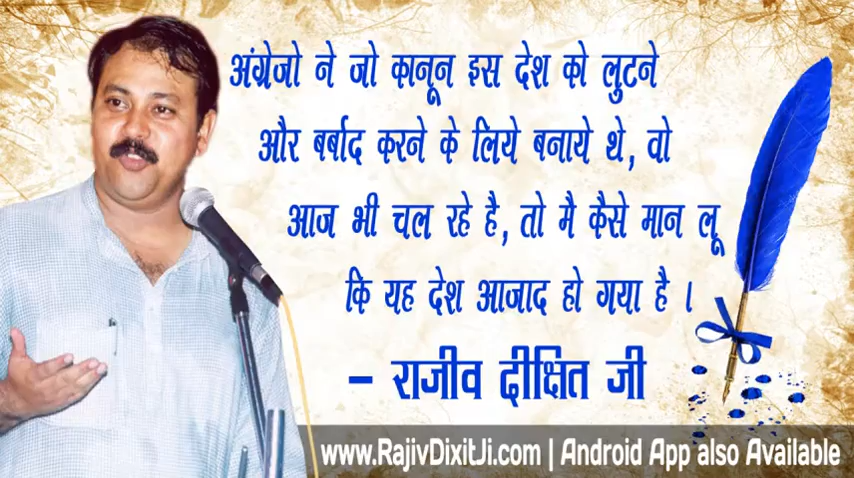 अंग्रेजो ने जो कानून इस देश को लुटने
और बर्बाद करने के लिये बनाये थे, वो
आज भी चल रहे है, तो मै कैसे मान लू
कि यह देश आजाद हो गया है ।
– राजीव दीक्षित जी
www.RajivDixitJi.com | Android App also Available